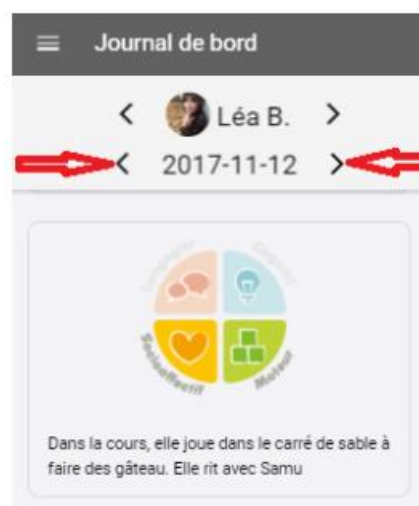 Journal de bord
Léa B.
2017-11-12
Langagier
Cognitif
Socioaffectif
Moteur
Dans la cours, elle joue dans le carré de sable à
faire des gâteau. Elle rit avec Samu